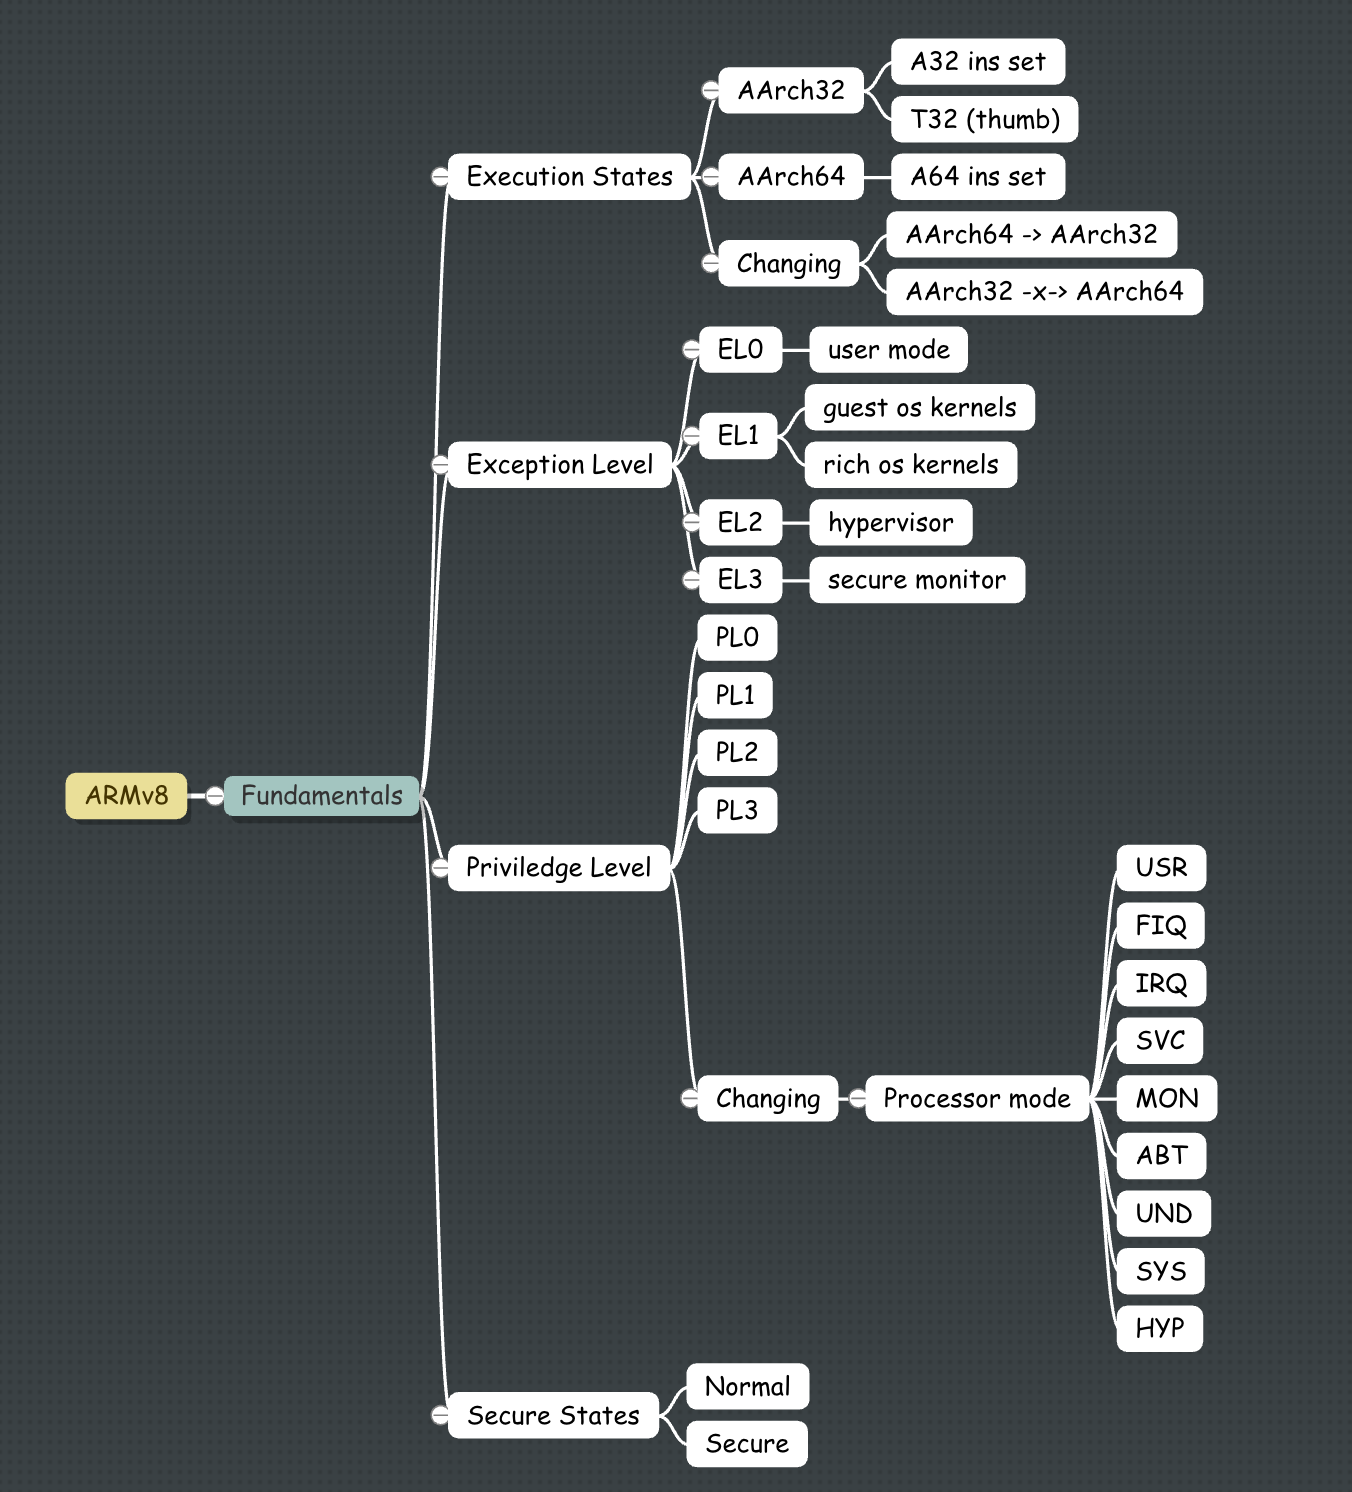 ARMv8
Fundamentals
Execution States
AArch32
A32 ins set
T32 (thumb)
AArch64
A64 ins set
Changing
AArch64 -> AArch32
AArch32 -x-> AArch64
Exception Level
EL0
user mode
EL1
guest os kernels
rich os kernels
EL2
hypervisor
EL3
secure monitor
Priviledge Level
PL0
PL1
PL2
PL3
Changing
Processor mode
USR
FIQ
IRQ
SVC
MON
ABT
UND
SYS
HYP
Secure States
Normal
Secure